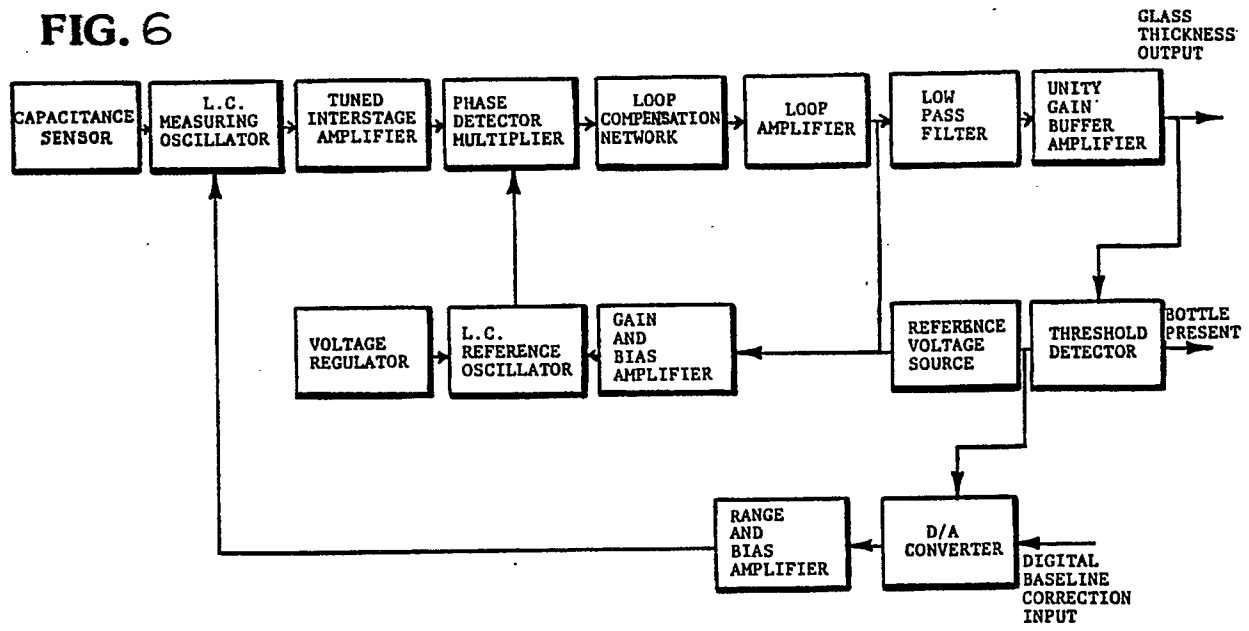 FIG. 6
GLASS
THICKNESS
OUTPUT
CAPACITANCE
SENSOR
L.C.
MEASURING
OSCILLATOR
TUNED
INTERSTAGE
AMPLIFIER
PHASE
DETECTOR
MULTIPLIER
LOOP
COMPENSATION
NETWORK
LOOP
AMPLIFIER
LOW
PASS
FILTER
UNITY
GAIN
BUFFER
AMPLIFIER
VOLTAGE
REGULATOR
L.C.
REFERENCE
OSCILLATOR
GAIN
AND
BIAS
AMPLIFIER
REFERENCE
VOLTAGE
SOURCE
THRESHOLD
DETECTOR
BOTTLE
PRESENT
RANGE
AND
BIAS
AMPLIFIER
D/A
CONVERTER
DIGITAL
BASELINE
CORRECTION
INPUT